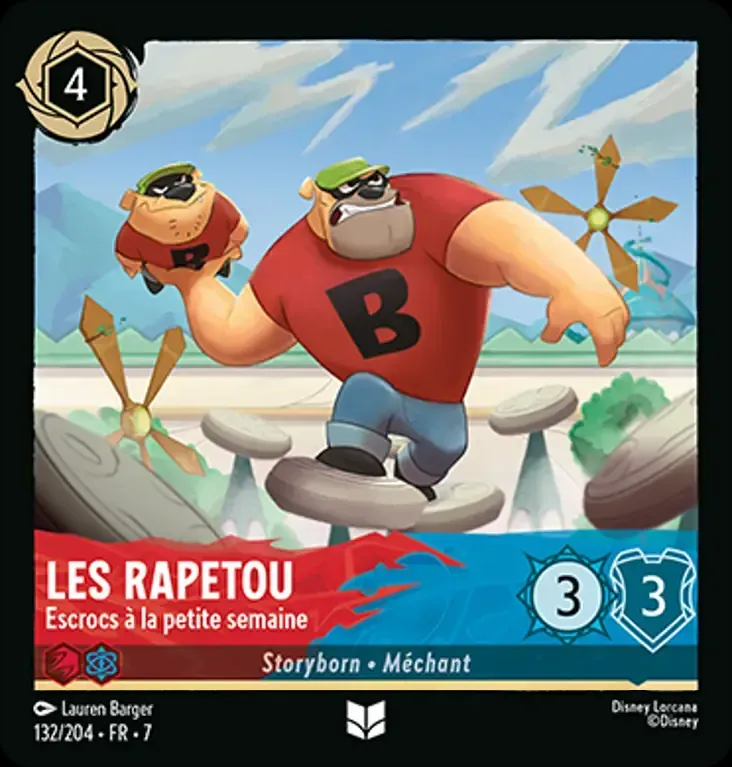 4
B
B
LES RAPETOU
Escrocs à la petite semaine
3
3
Storyborn • Méchant
Lauren Barger
Disney Lorcana
132/204 • FR • 7
©Disney